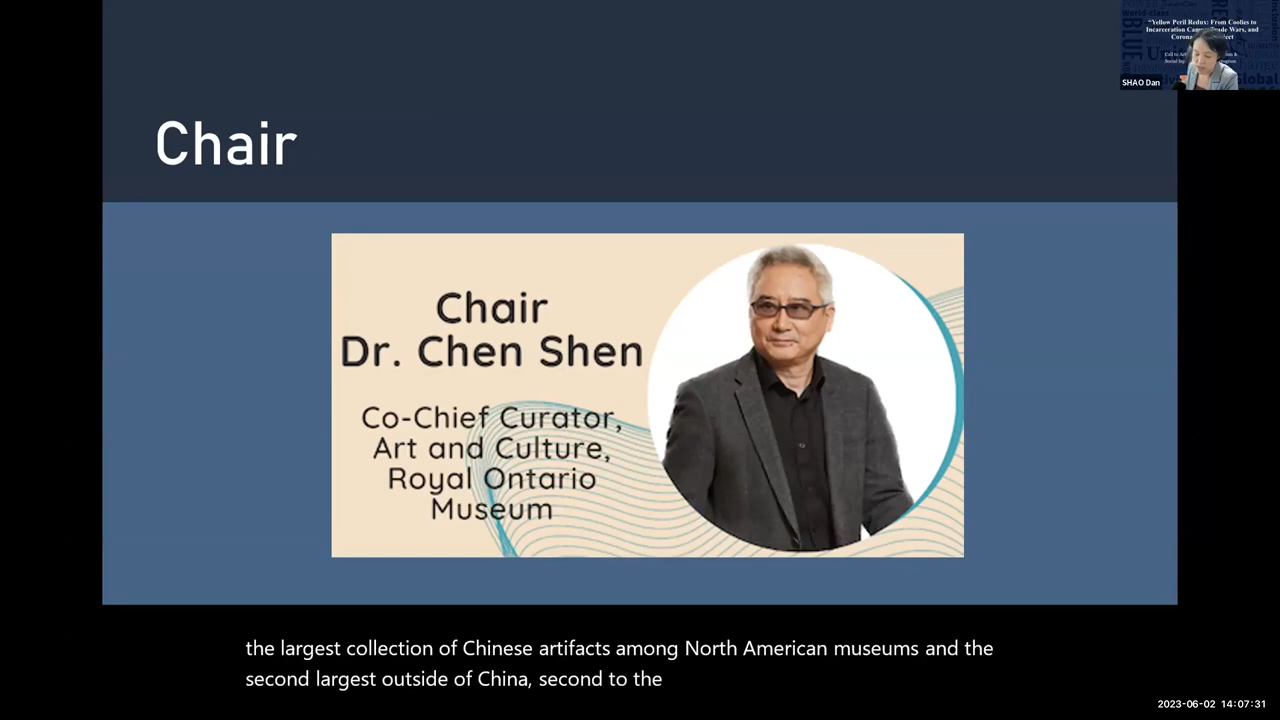 Chair
Chair
Dr. Chen Shen
Co-Chief Curator,
Art and Culture,
Royal Ontario
Museum
"Yellow Peril Redux: From Coolies to
Incarceration
Trade Wars, and
SHAO Dan
the largest collection of Chinese artifacts among North American museums and the
second largest outside of China, second to the
2023-06-02 14:07:31